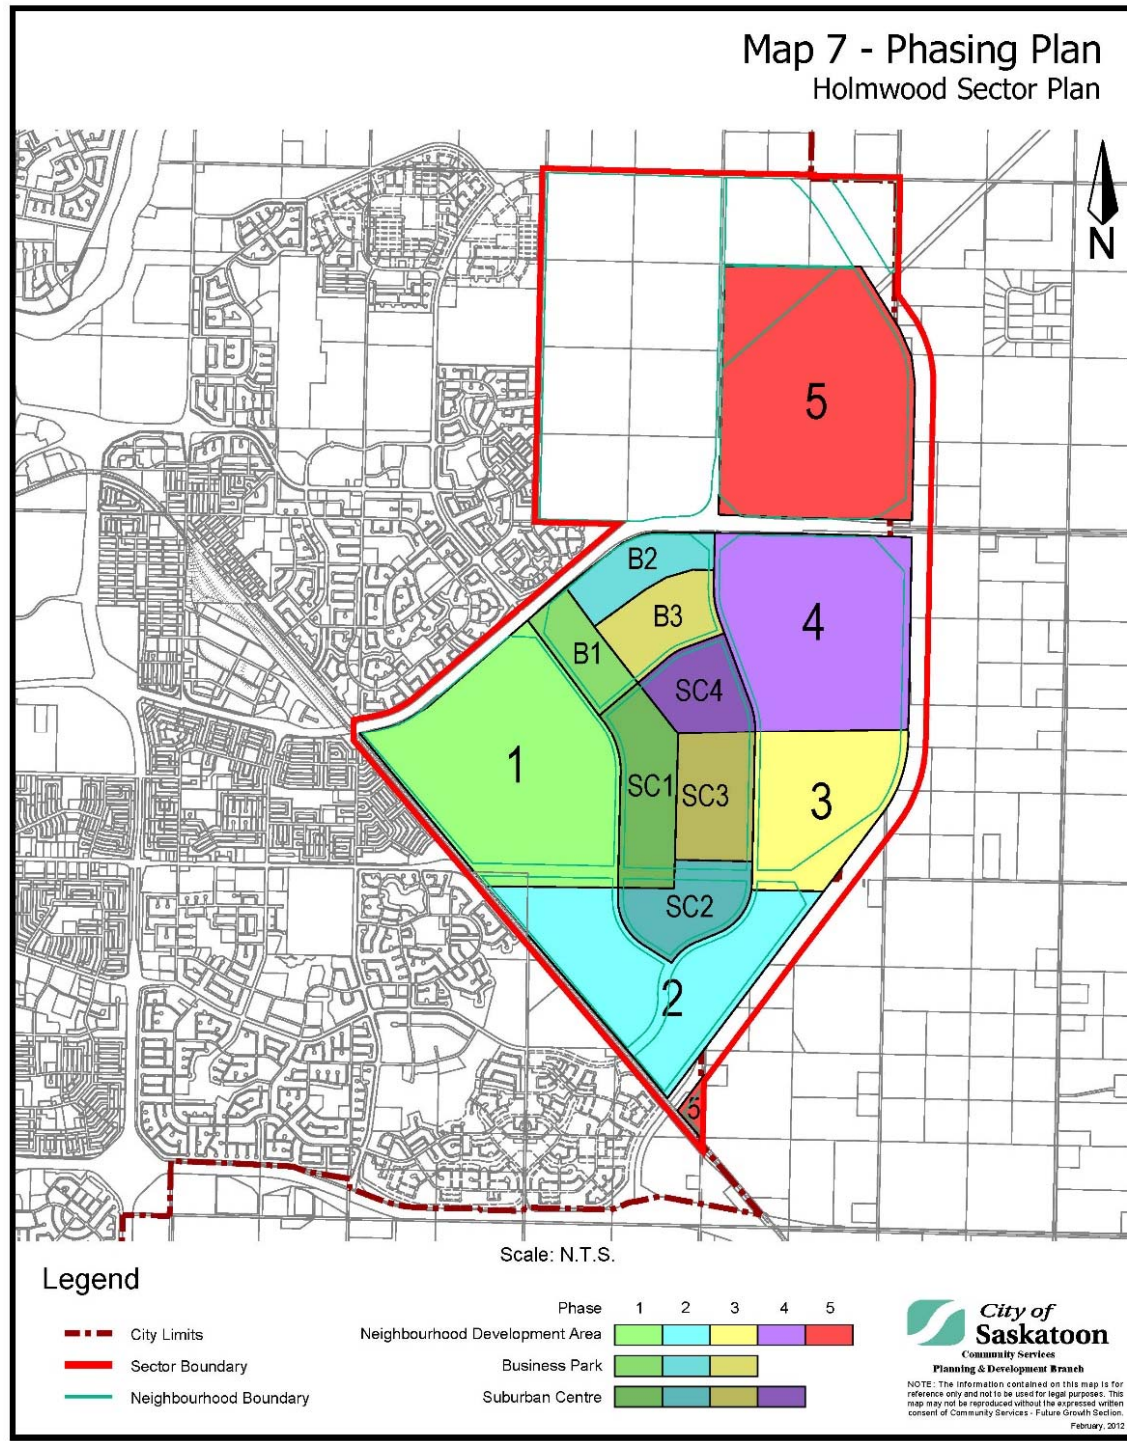 Map 7 - Phasing Plan
Holmwood Sector Plan
N
5
B2
4
B3
B1
SC4
1
SC1
SC3
3
SC2
2
5
Scale: N.T.S.
Legend
City Limits
Sector Boundary
Neighbourhood Boundary
Phase 1 2 3 4 5
Neighbourhood Development Area
Business Park
Suburban Centre
City of
Saskatoon
Community Services
Planning & Development Branch
NOTE: The information contained on this map is for
reference only and not to be used for legal purposes. This
map may not be reproduced without the expressed written
consent of Community Services - Future Growth Section.
February, 2012